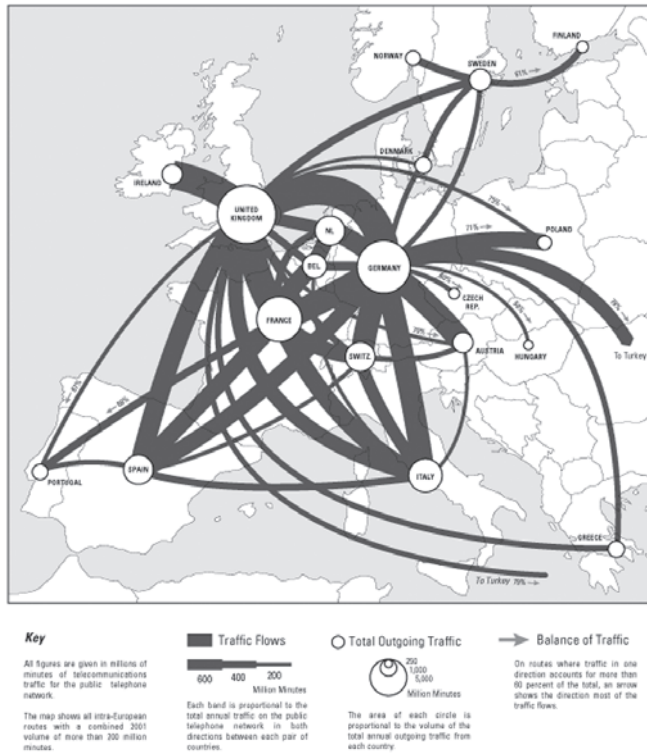 FINLAND
NORWAY
SWEDEN
61%
DENMARK
IRELAND
UNITED
KINGDOM
73%
NL
71%
POLAND
BEL.
GERMANY
CZECH
REP.
FRANCE
To Turkey
SWITZ.
AUSTRIA
HUNGARY
SPAIN
PORTUGAL
ITALY
GREECE
To Turkey 79%
Key
Traffic Flows
Total Outgoing Traffic
Balance of Traffic
All figures are given in millions of
minutes of telecommunications
traffic for the public telephone
network.
The map shows all intra-European
routes with a combined 2001
volume of more than 200 million
minutes.
600 400 200
Million Minutes
Each band is proportional to the
total annual traffic on the public
telephone network in both
directions between each pair of
countries.
250
1,000
5,000
Million Minutes
The area of each circle is
proportional to the volume of the
total annual outgoing traffic from
each country.
On routes where traffic in one
direction accounts for more than
60 percent of the total, an arrow
shows the direction most of the
traffic flows.